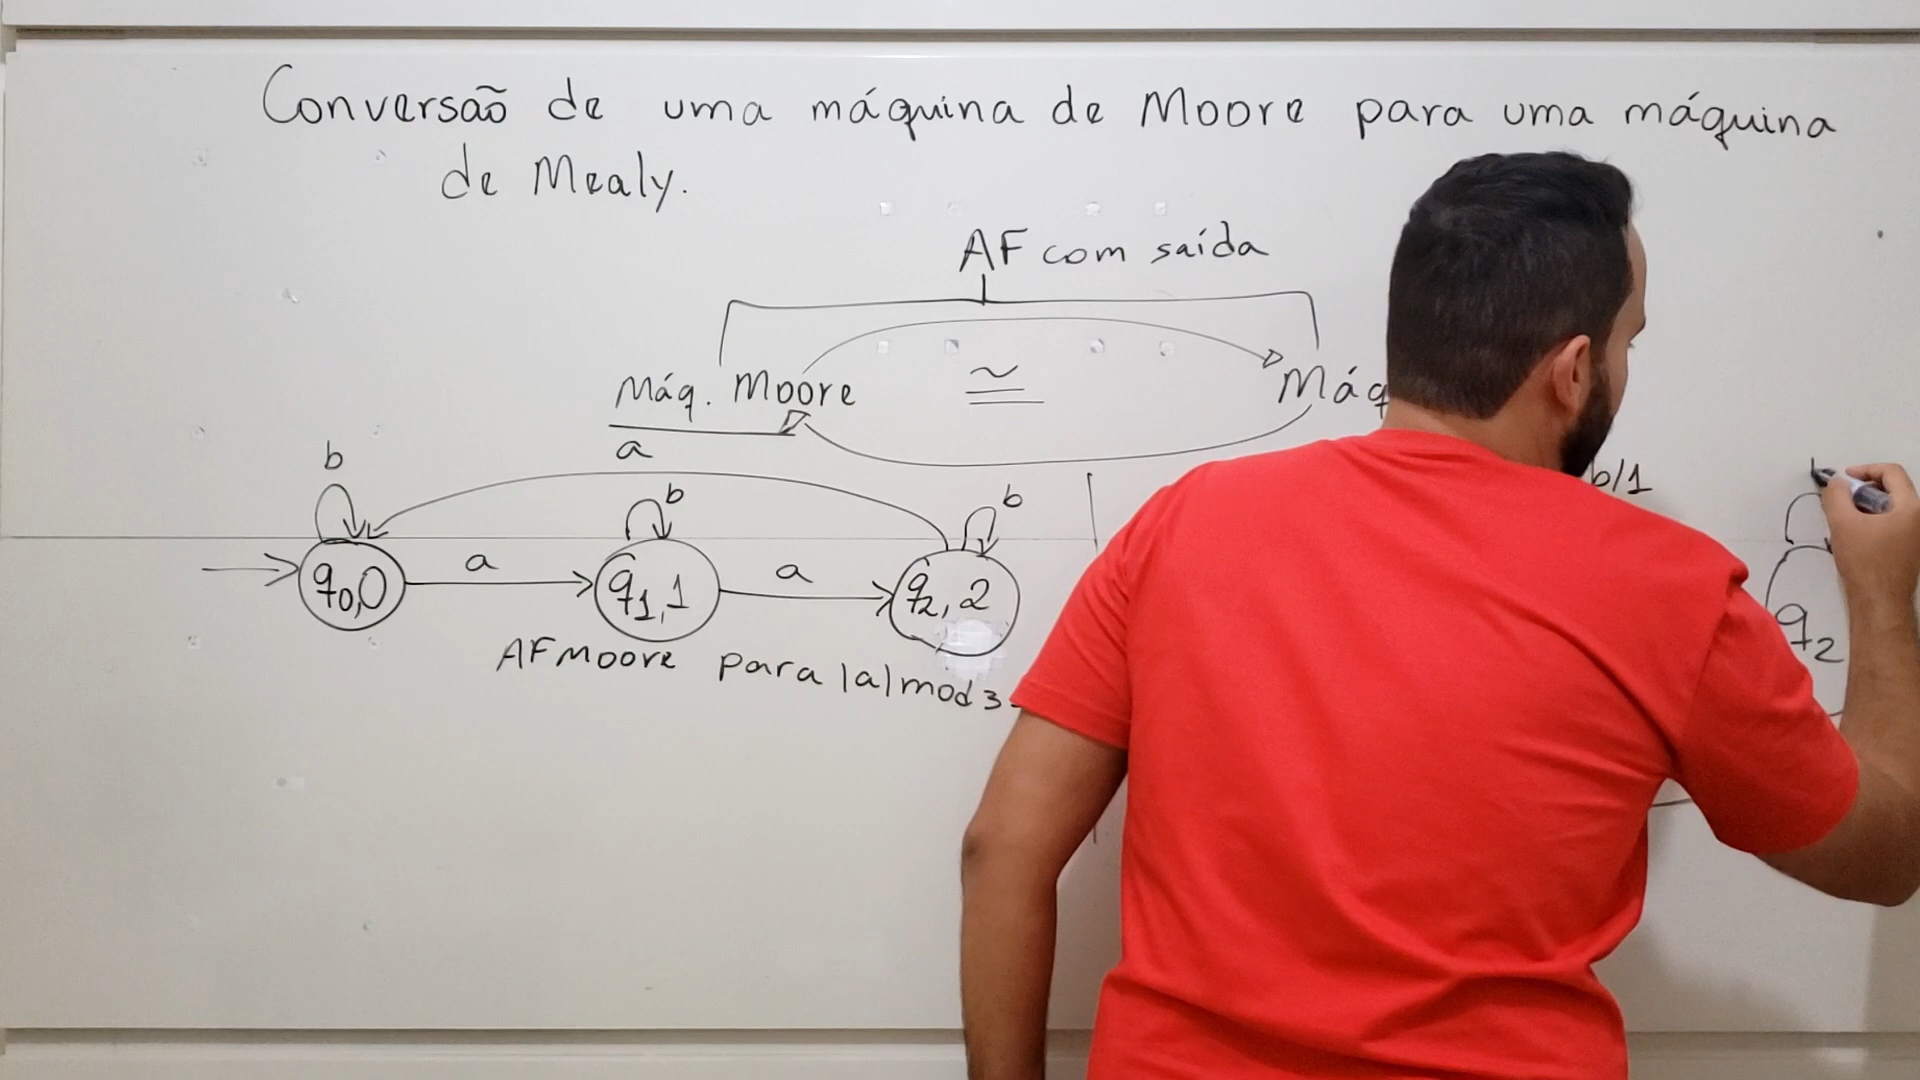 Conversão de uma máquina de Moore para uma máquina
de Mealy.
AF com saída
Máq. Moore ≅ Máq
a
b
b
b
b/1
q0,0
a
q1,1
a
q2,2
q2
AFMoore para |a|mod3